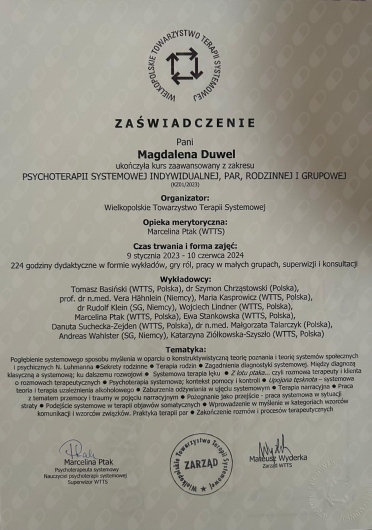 WIELKOPOLSKIE TOWARZYSTWO TERAPII SYSTEMOWEJ
ZAŚWIADCZENIE
Pani
Magdalena Duwel
ukończyła kurs zaawansowany z zakresu
PSYCHOTERAPII SYSTEMOWEJ INDYWIDUALNEJ, PAR, RODZINNEJ I GRUPOWEJ
(KZ01/2023)
Organizator:
Wielkopolskie Towarzystwo Terapii Systemowej
Opieka merytoryczna:
Marcelina Ptak (WTTS)
Czas trwania i forma zajęć:
9 stycznia 2023 - 10 czerwca 2024
224 godziny dydaktyczne w formie wykładów, gry ról, pracy w małych grupach, superwizji i konsultacji
Wykładowcy:
Tomasz Basiński (WTTS, Polska), dr Szymon Chrząstowski (Polska),
prof. dr n.med. Vera Hähnlein (Niemcy), Maria Kasprowicz (WTTS, Polska),
dr Rudolf Klein (SG, Niemcy), Wojciech Lindner (WTTS, Polska),
Marcelina Ptak (WTTS, Polska), Ewa Stankowska (WTTS, Polska),
Danuta Suchecka-Zejden (WTTS, Polska), dr n.med. Małgorzata Talarczyk (Polska),
Andreas Wahlster (SG, Niemcy), Katarzyna Ziółkowska-Szyszło (WTTS, Polska)
Tematyka:
Pogłębienie systemowego sposobu myślenia w oparciu o konstruktywistyczną teorię poznania i teorię systemów społecznych
i psychicznych N. Luhmanna ● Sekrety rodzinne ● Terapia rodzin ● Zagadnienia diagnostyki systemowej. Między diagnozą
klasyczną a systemową; ku dalszemu rozwojowi ● Systemowa terapia lęku ● Z lotu ptaka... czyli rozmowa terapeuty i klienta
o rozmowach terapeutycznych ● Psychoterapia systemowa; kontekst pomocy i kontroli ● Upojona tęsknota – systemowa
teoria i terapia uzależnienia alkoholowego ● Zaburzenia odżywiania w ujęciu systemowym ● Terapia narracyjna ● Praca
z tematem przemocy i traumy w pojęciu narracyjnym ● Pożegnanie jako przejście - praca systemowa w sytuacji
straty ● Podejście systemowe w terapii objawów somatycznych ● Wprowadzenie w myślenie w kategoriach wzorców
komunikacji i wzorców związków. Praktyka terapii par ● Zakończenie rozmów i procesów terapeutycznych
Marcelina Ptak
Psychoterapeuta systemowy
Nauczyciel psychoterapii systemowej
Superwizor WTTS
Wielkopolskie Towarzystwo Terapii Systemowej
ZARZĄD
Mateusz Wyderka
Zarząd WTTS